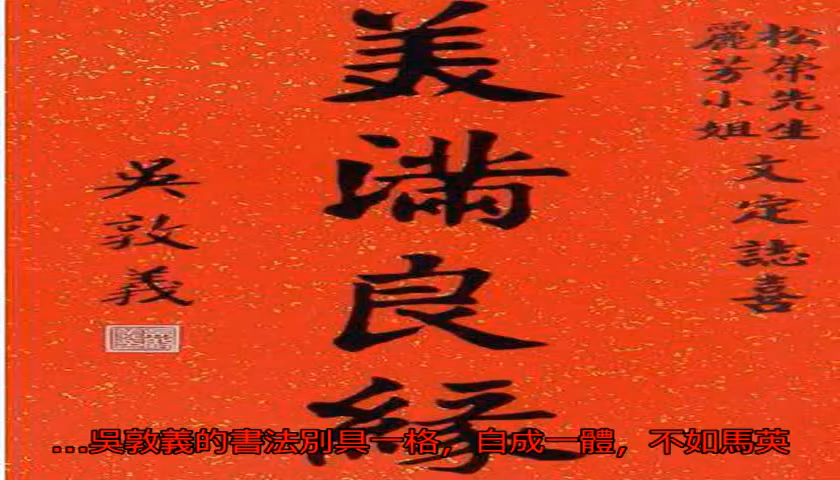 松榮先生
麗芳小姐
文定誌喜
美滿良緣
吳敦義
...吳敦義的書法別具一格，自成一體，不如馬英